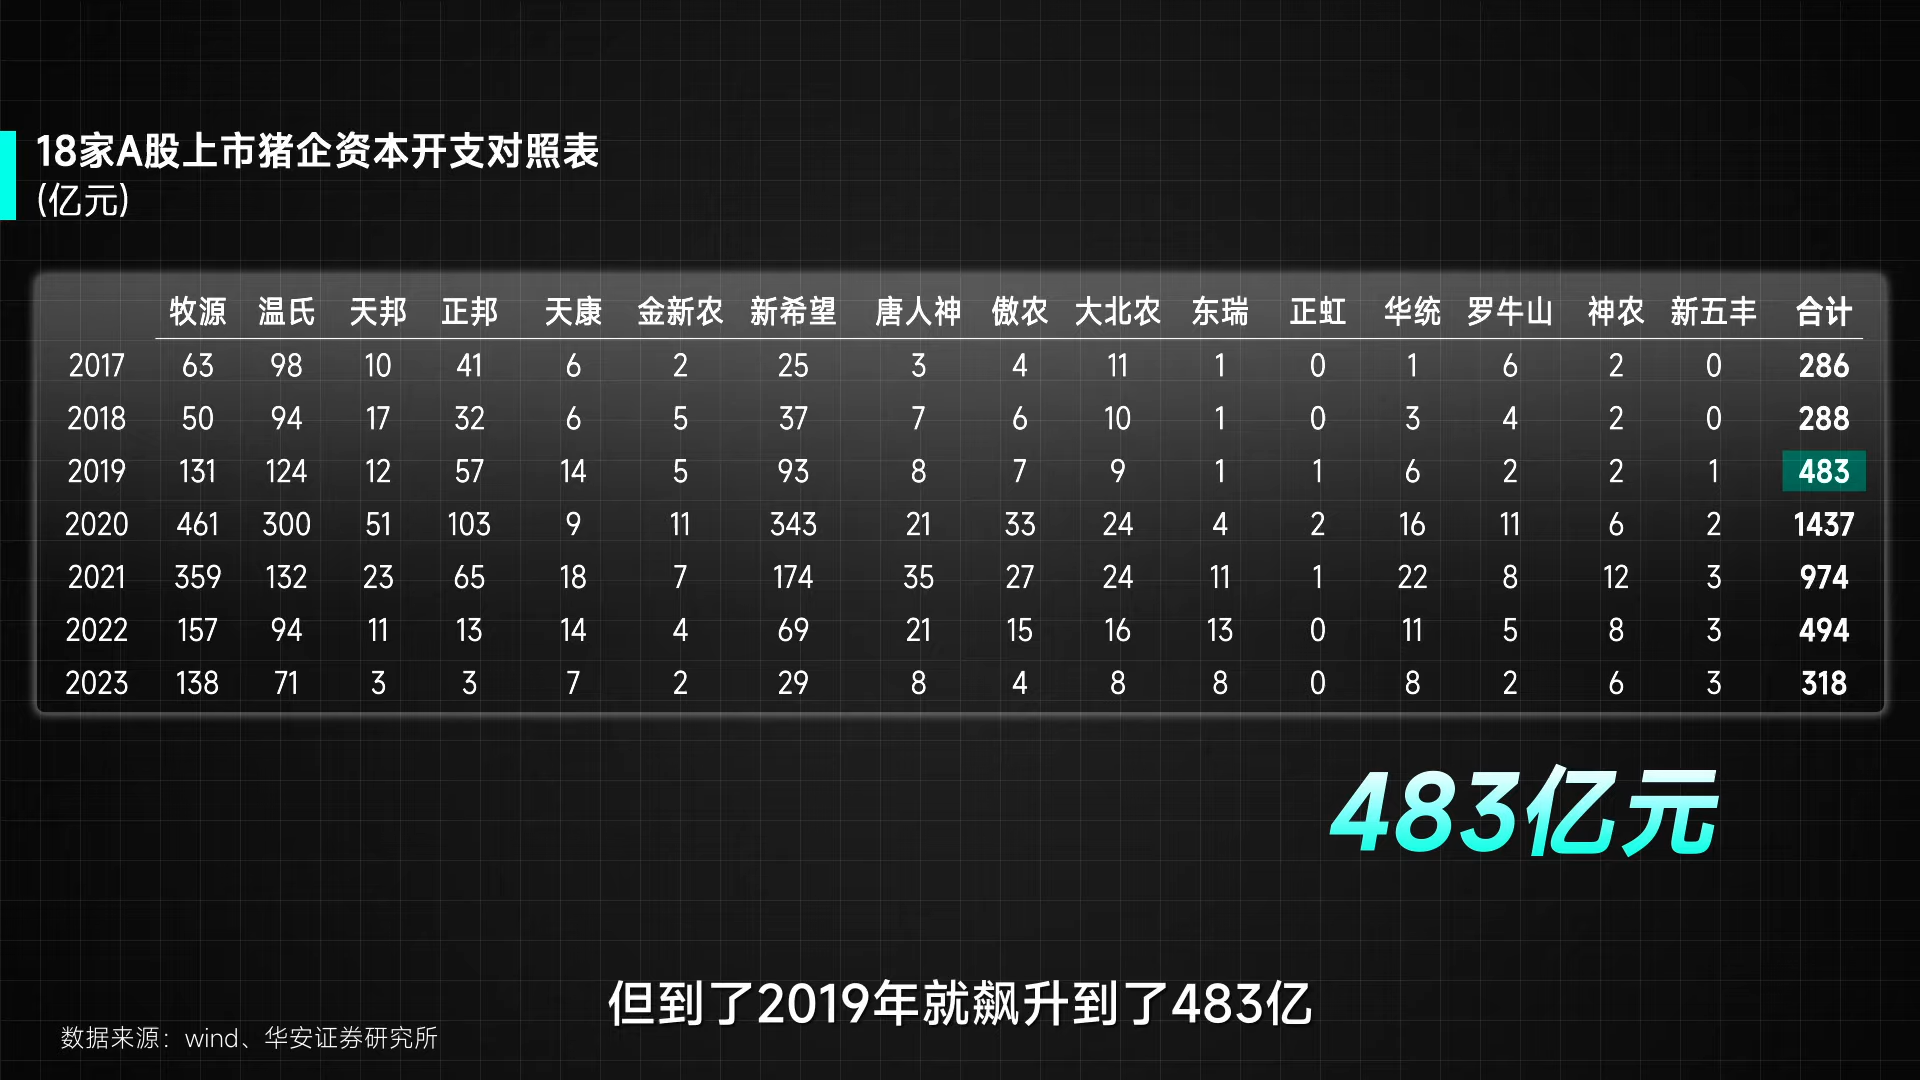 18家A股上市猪企资本开支对照表
(亿元)
牧源 温氏 天邦 正邦 天康 金新农 新希望 唐人神 傲农 大北农 东瑞 正虹 华统 罗牛山 神农 新五丰 合计
2017 63 98 10 41 6 2 25 3 4 11 1 0 1 6 2 0 286
2018 50 94 17 32 6 5 37 7 6 10 1 0 3 4 2 0 288
2019 131 124 12 57 14 5 93 8 7 9 1 1 6 2 2 1 483
2020 461 300 51 103 9 11 343 21 33 24 4 2 16 11 6 2 1437
2021 359 132 23 65 18 7 174 35 27 24 11 1 22 8 12 3 974
2022 157 94 11 13 14 4 69 21 15 16 13 0 11 5 8 3 494
2023 138 71 3 3 7 2 29 8 4 8 8 0 8 2 6 3 318
483亿元
但到了2019年就飙升到了483亿
数据来源：wind、华安证券研究所